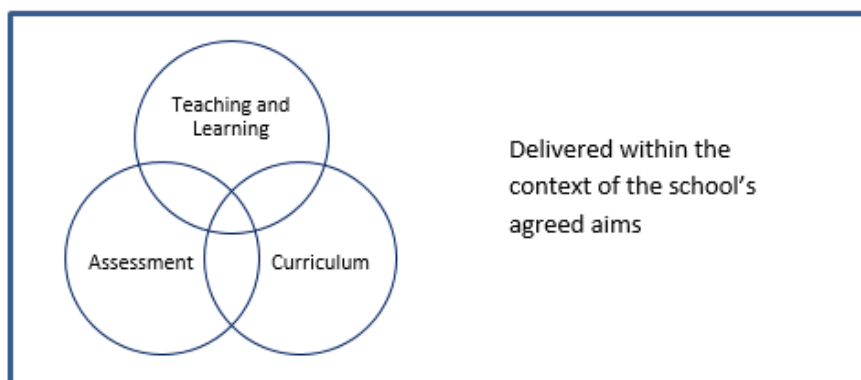 Teaching and
Learning
Delivered within the
context of the school's
agreed aims
Assessment
Curriculum